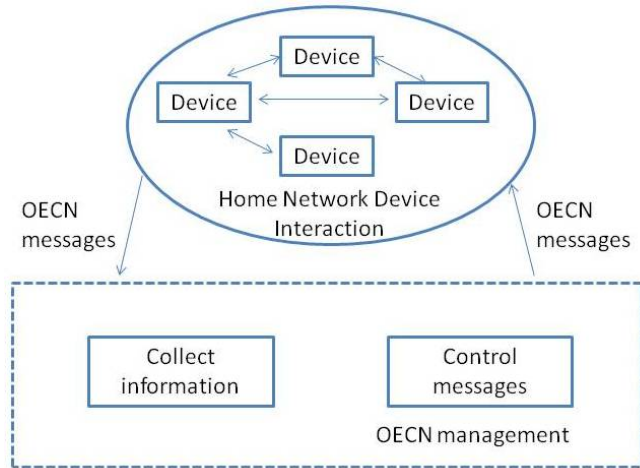 Device
Device
Device
Device
Home Network Device
Interaction
OECN
messages
OECN
messages
Collect
information
Control
messages
OECN management